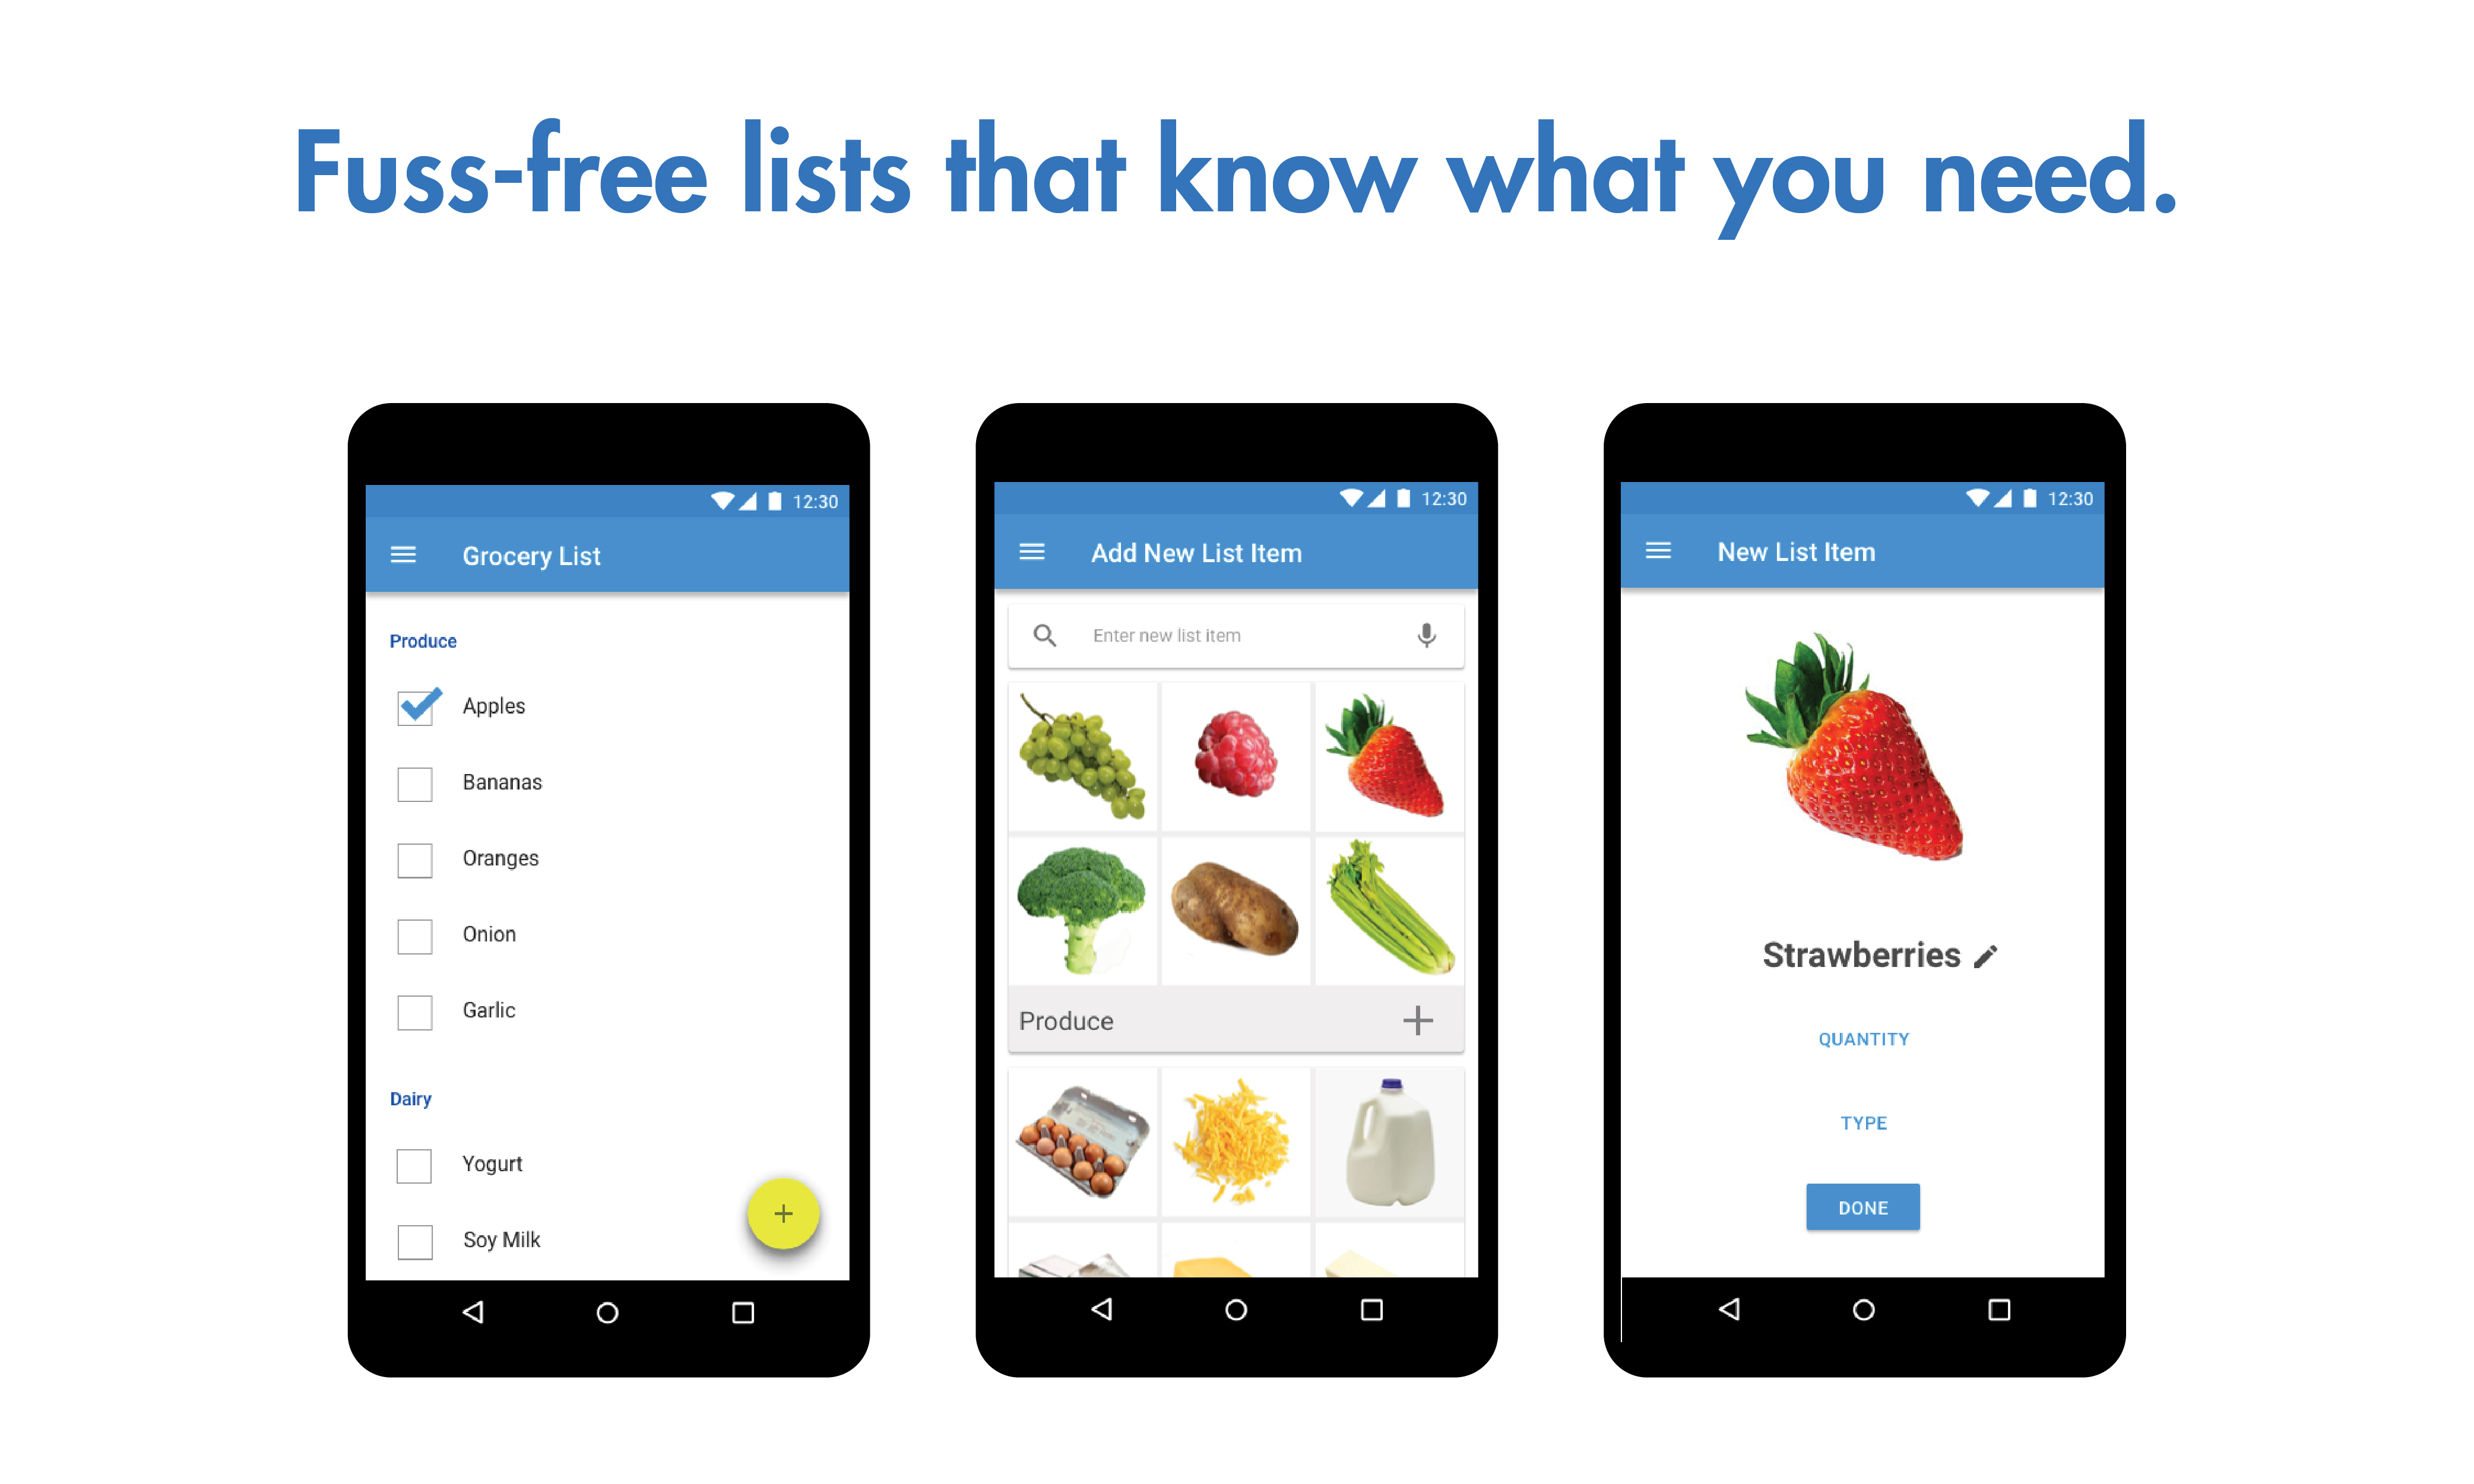 Fuss-free lists that know what you need.
12:30
Grocery List
Produce
Apples
Bananas
Oranges
Onion
Garlic
Dairy
Yogurt
Soy Milk
12:30
Add New List Item
Enter new list item
Produce
12:30
New List Item
Strawberries
QUANTITY
TYPE
DONE